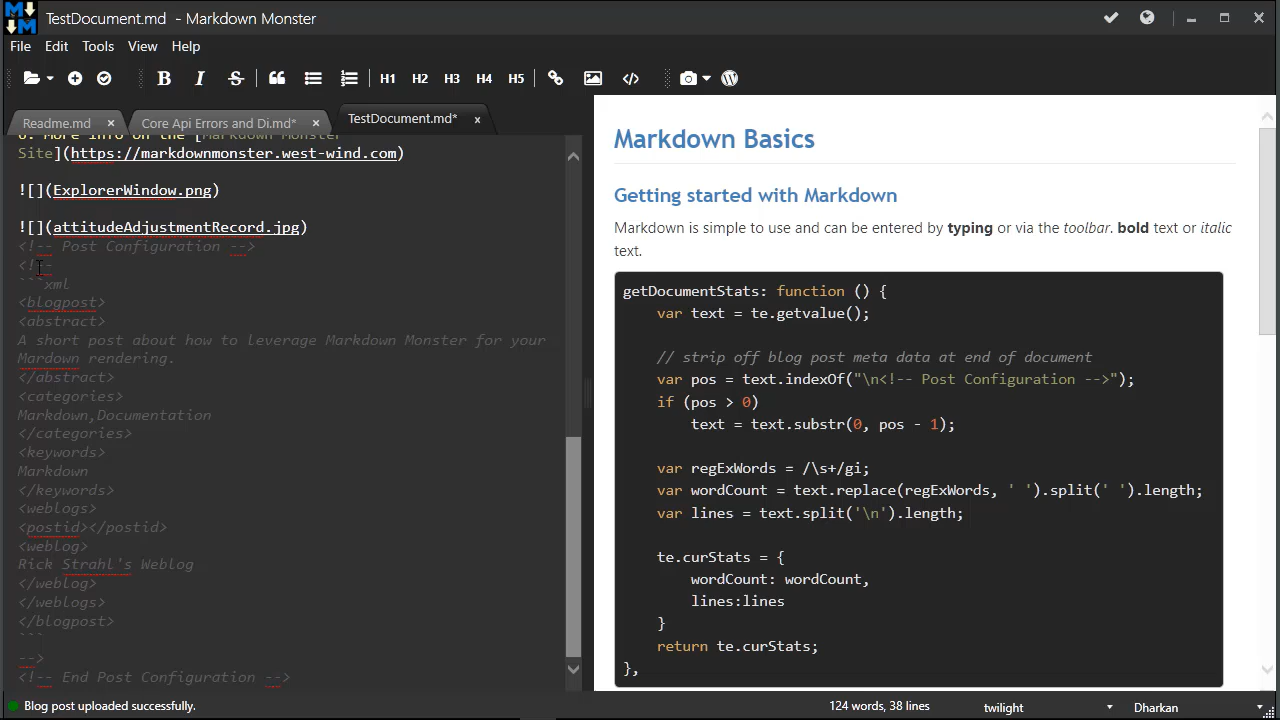 TestDocument.md - Markdown Monster
File Edit Tools View Help
B I S H1 H2 H3 H4 H5
Readme.md × Core Api Errors and Di.md* × TestDocument.md* ×
6. More info on the [Markdown Monster
Site](https://markdownmonster.west-wind.com)
![](ExplorerWindow.png)
![](attitudeAdjustmentRecord.jpg)
<!-- Post Configuration -->
<!--
```xml
<blogpost>
<abstract>
A short post about how to leverage Markdown Monster for your
Mardown rendering.
</abstract>
<categories>
Markdown,Documentation
</categories>
<keywords>
Markdown
</keywords>
<weblogs>
<postid></postid>
<weblog>
Rick Strahl's Weblog
</weblog>
</weblogs>
</blogpost>
```
-->
<!-- End Post Configuration -->
Markdown Basics
Getting started with Markdown
Markdown is simple to use and can be entered by typing or via the toolbar. bold text or italic
text.
getDocumentStats: function () {
var text = te.getvalue();
// strip off blog post meta data at end of document
var pos = text.indexOf("\n<!-- Post Configuration -->");
if (pos > 0)
text = text.substr(0, pos - 1);
var regExWords = /\s+/gi;
var wordCount = text.replace(regExWords, ' ').split(' ').length;
var lines = text.split('\n').length;
te.curStats = {
wordCount: wordCount,
lines:lines
}
return te.curStats;
},
Blog post uploaded successfully. 124 words, 38 lines twilight Dharkan